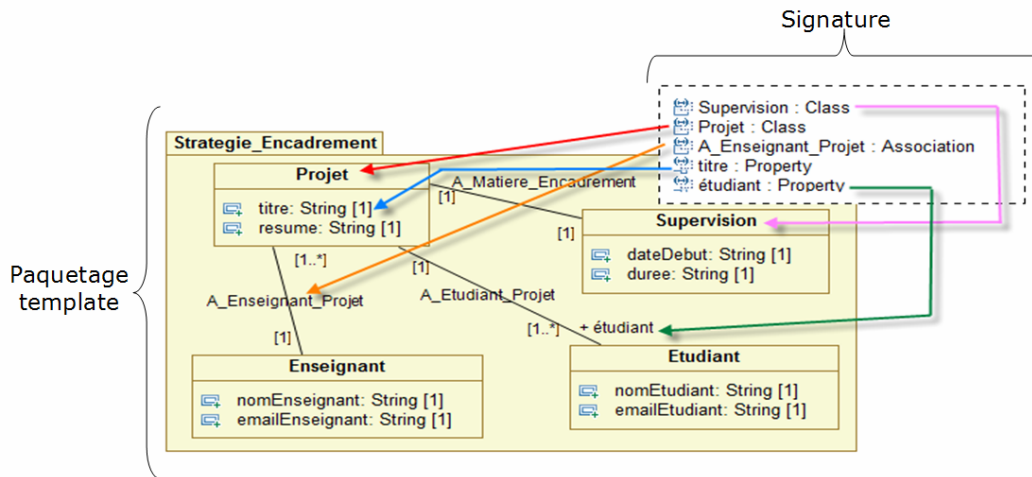 Signature
Supervision : Class
Projet : Class
A_Enseignant_Projet : Association
titre : Property
étudiant : Property
Strategie_Encadrement
Projet
titre: String [1]
resume: String [1]
A_Matiere_Encadrement
[1]
[1]
Supervision
dateDebut: String [1]
duree: String [1]
Paquetage
template
[1..*]
[1]
A_Enseignant_Projet
A_Etudiant_Projet
[1]
[1..*]
+ étudiant
Enseignant
nomEnseignant: String [1]
emailEnseignant: String [1]
Etudiant
nomEtudiant: String [1]
emailEtudiant: String [1]